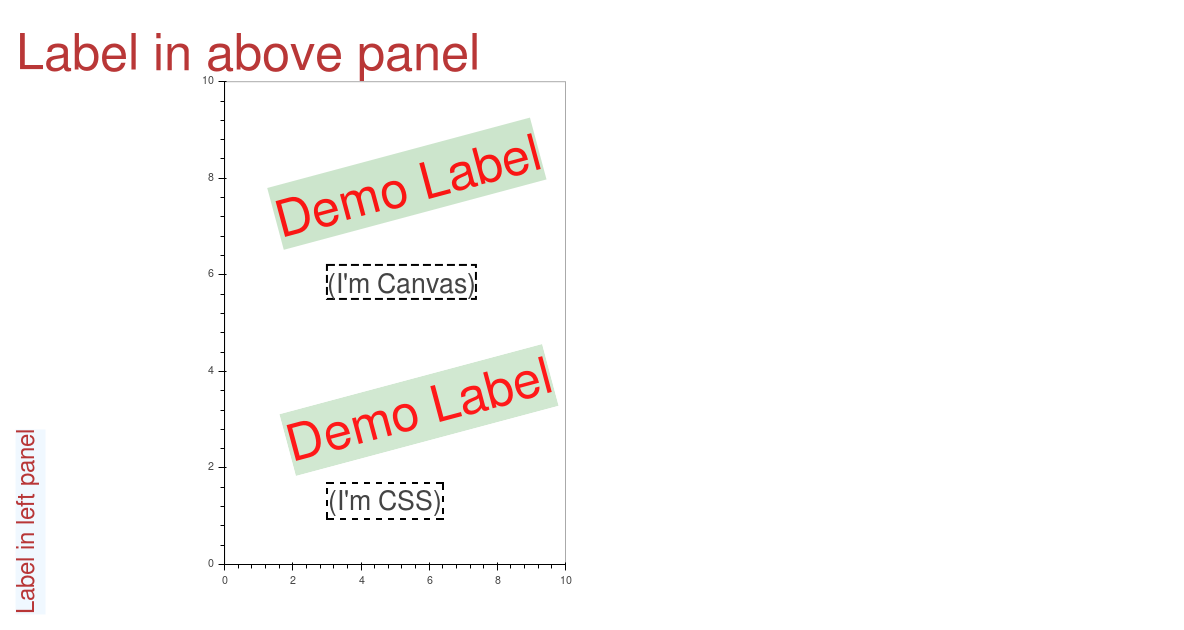 Label in above panel
10
Demo Label
8
6
(I'm Canvas)
4
Demo Label
2
(I'm CSS)
0
0 2 4 6 8 10
Label in left panel